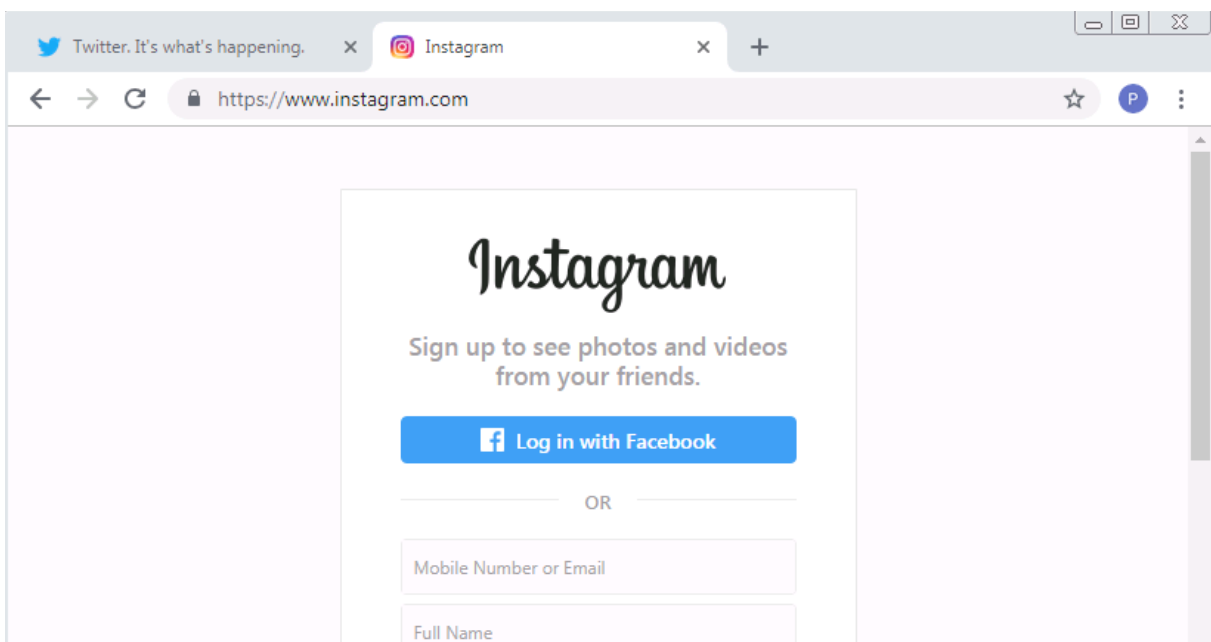 Twitter. It's what's happening.
Instagram
https://www.instagram.com
P
Instagram
Sign up to see photos and videos
from your friends.
Log in with Facebook
OR
Mobile Number or Email
Full Name